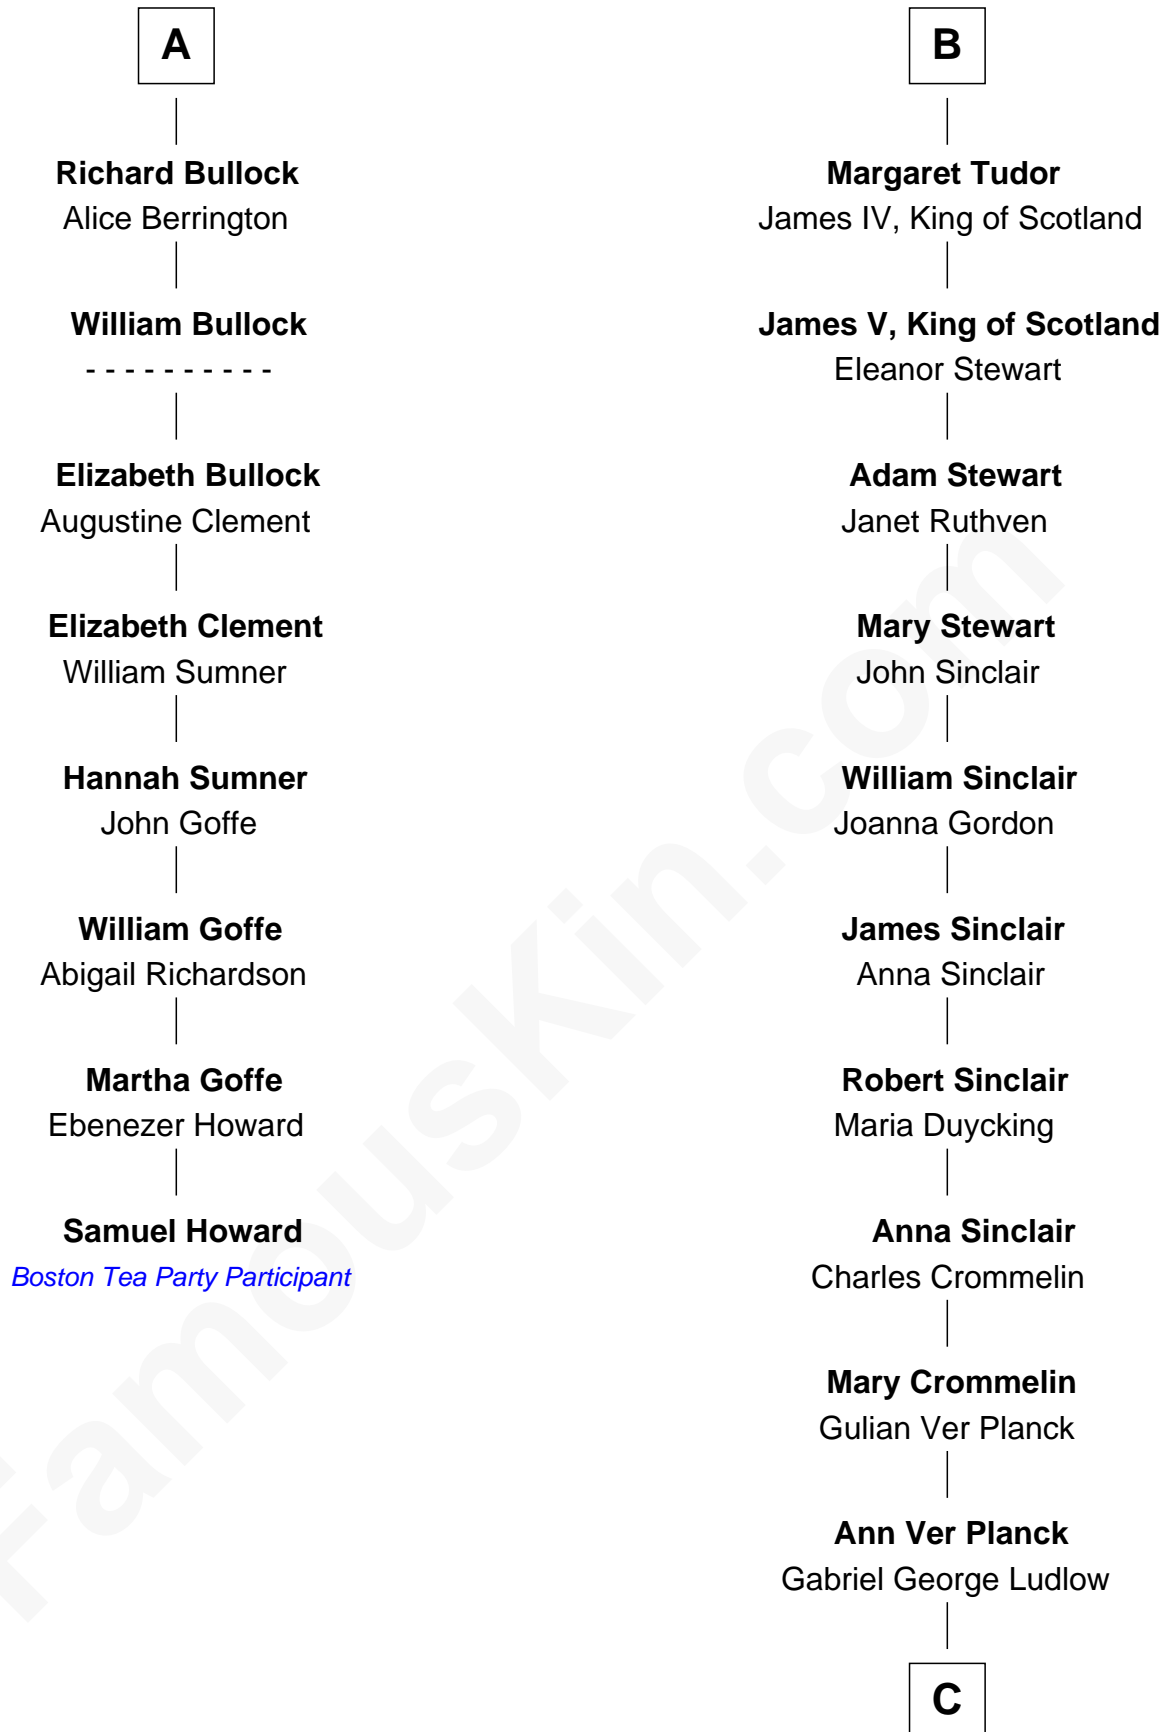 A
Richard Bullock
Alice Berrington
William Bullock
- - - - - - - - - -
Elizabeth Bullock
Augustine Clement
Elizabeth Clement
William Sumner
Hannah Sumner
John Goffe
William Goffe
Abigail Richardson
Martha Goffe
Ebenezer Howard
Samuel Howard
Boston Tea Party Participant
B
Margaret Tudor
James IV, King of Scotland
James V, King of Scotland
Eleanor Stewart
Adam Stewart
Janet Ruthven
Mary Stewart
John Sinclair
William Sinclair
Joanna Gordon
James Sinclair
Anna Sinclair
Robert Sinclair
Maria Duycking
Anna Sinclair
Charles Crommelin
Mary Crommelin
Gulian Ver Planck
Ann Ver Planck
Gabriel George Ludlow
C
FamousKin.com